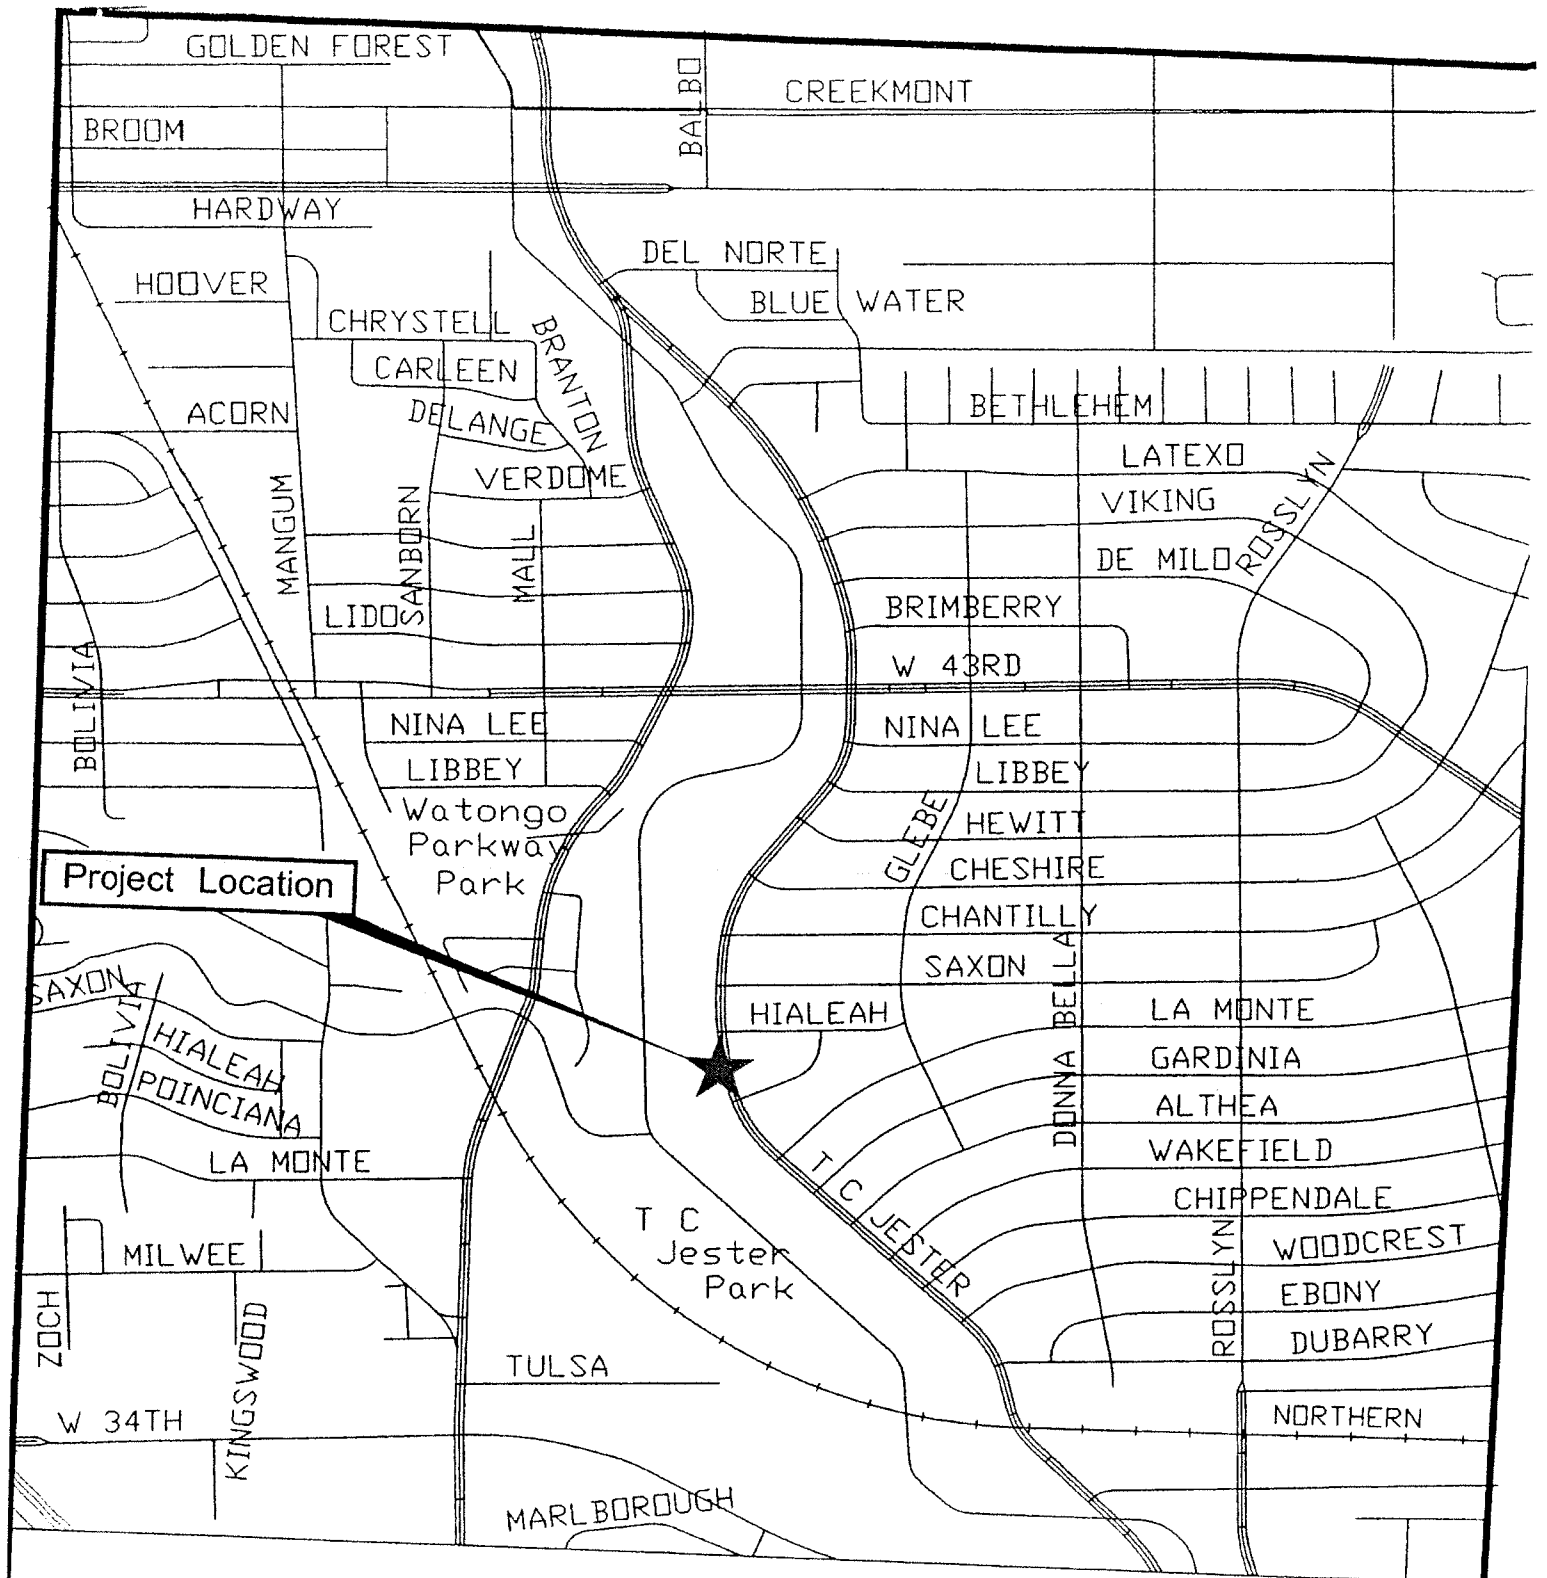 GOLDEN FOREST
BALBO
CREEKMONT
BROOM
HARDWAY
DEL NORTE
HOOVER
BLUE WATER
CHRYSTELL
BRANTON
CARLEEN
ACORN
DELANGE
BETHLEHEM
LATEXO
VERDOME
MANGUM
SANBORN
MALL
VIKING
ROSSLYN
DE MILO
LIDO
BRIMBERRY
W 43RD
BOLIVIA
NINA LEE
NINA LEE
LIBBEY
LIBBEY
Watongo
Parkway
Park
GLEBE
HEWITT
Project Location
CHESHIRE
CHANTILLY
SAXON
SAXON
BOLIVIA
HIALEAH
HIALEAH
DONNA BELLA
LA MONTE
POINCIANA
GARDINIA
ALTHEA
LA MONTE
WAKEFIELD
T C JESTER
CHIPPENDALE
T C
Jester
Park
MILWEE
ROSSLYN
WOODCREST
EBONY
ZOCH
KINGSWOOD
DUBARRY
TULSA
W 34TH
NORTHERN
MARLBOROUGH